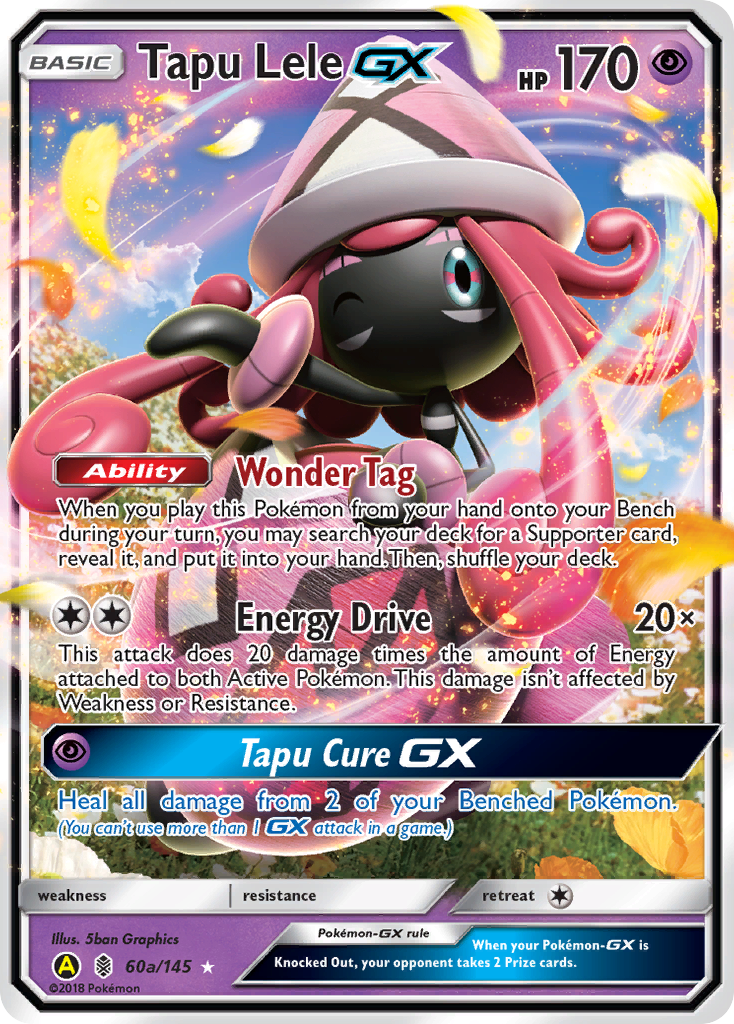 BASIC Tapu Lele GX HP 170
Ability Wonder Tag
When you play this Pokémon from your hand onto your Bench
during your turn, you may search your deck for a Supporter card,
reveal it, and put it into your hand. Then, shuffle your deck.
Energy Drive 20×
This attack does 20 damage times the amount of Energy
attached to both Active Pokémon. This damage isn't affected by
Weakness or Resistance.
Tapu Cure GX
Heal all damage from 2 of your Benched Pokémon.
(You can't use more than 1 GX attack in a game.)
weakness resistance retreat
Illus. 5ban Graphics
Pokémon-GX rule
When your Pokémon-GX is
Knocked Out, your opponent takes 2 Prize cards.
A 60a/145
©2018 Pokémon